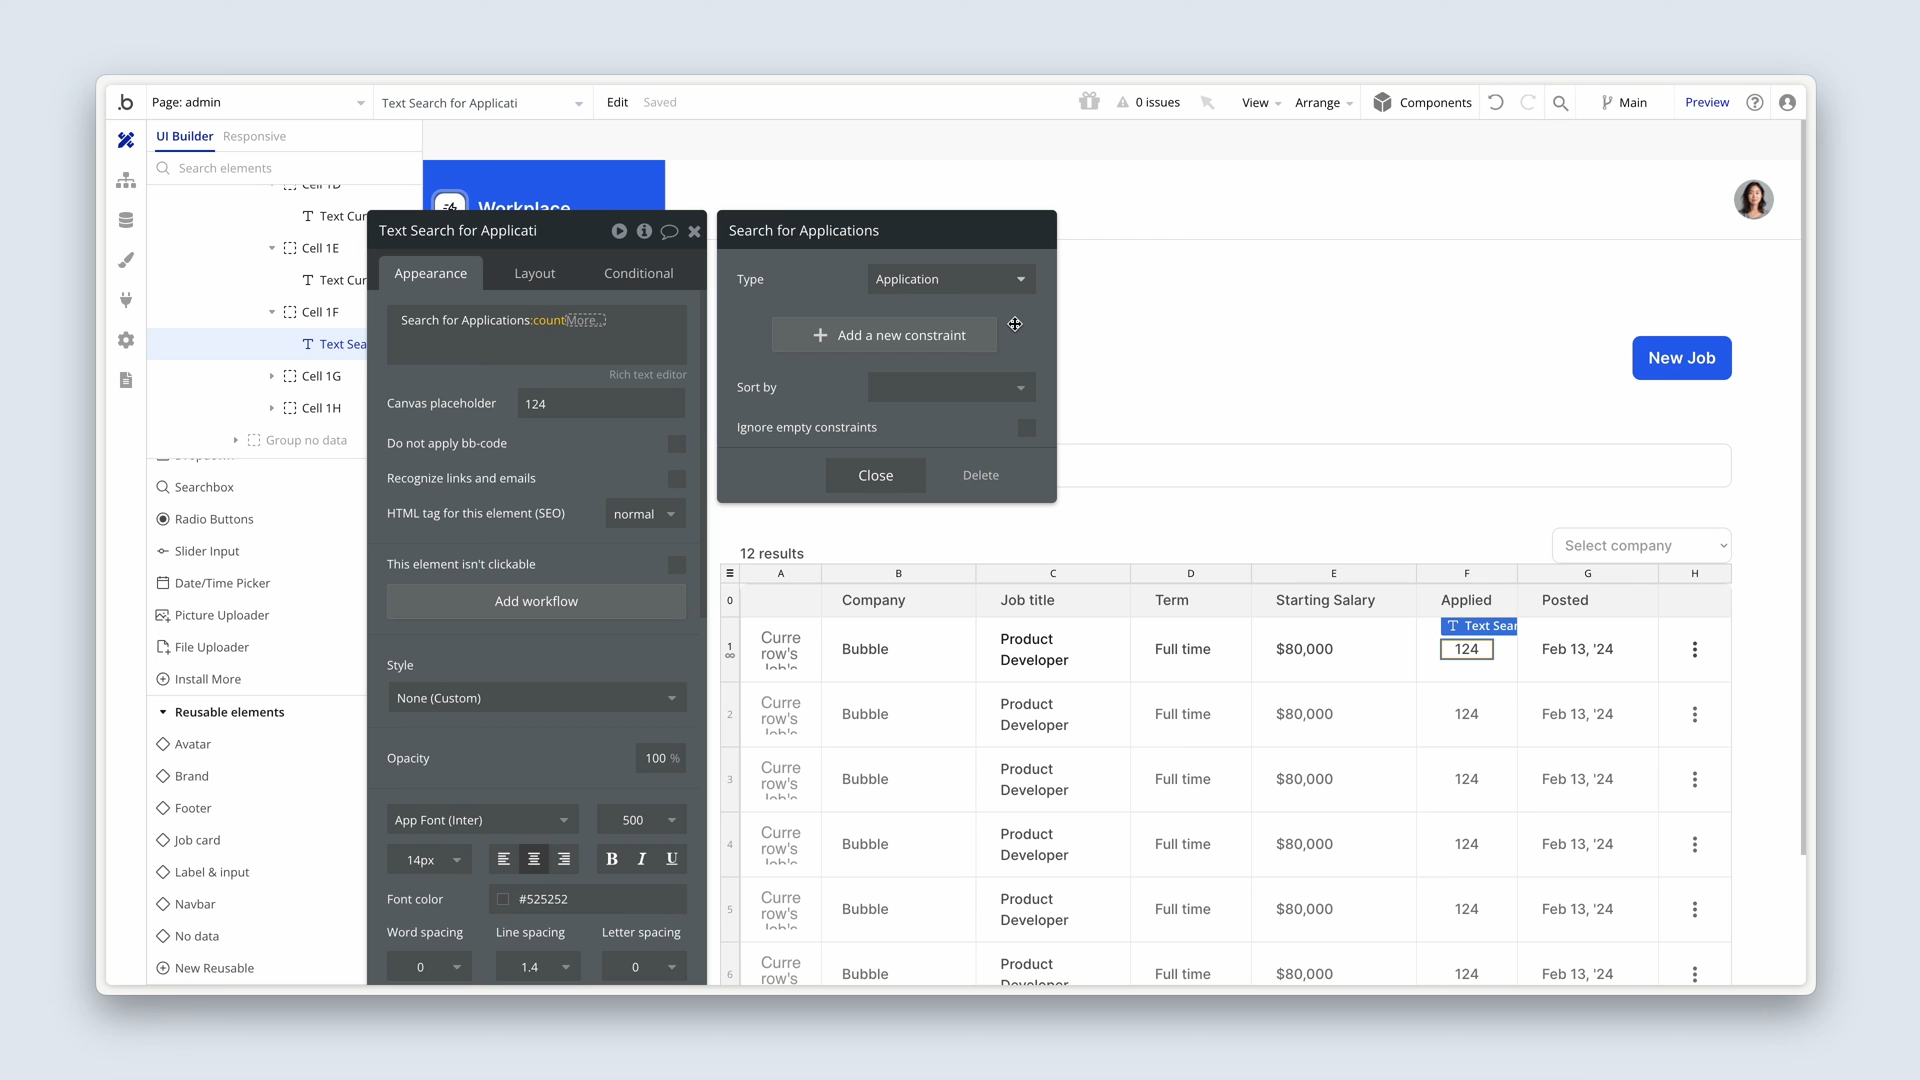 Page: admin
Text Search for Applicati
Edit
Saved
0 issues
View
Arrange
Components
Main
Preview
UI Builder
Responsive
Search elements
Cell 1D
Text Cur
Cell 1E
Text Cur
Cell 1F
Text Sea
Cell 1G
Cell 1H
Group no data
Dropdown
Searchbox
Radio Buttons
Slider Input
Date/Time Picker
Picture Uploader
File Uploader
Install More
Reusable elements
Avatar
Brand
Footer
Job card
Label & input
Navbar
No data
New Reusable
Workplace
Text Search for Applicati
Appearance
Layout
Conditional
Search for Applications:countMore...
Rich text editor
Canvas placeholder
124
Do not apply bb-code
Recognize links and emails
HTML tag for this element (SEO)
normal
This element isn't clickable
Add workflow
Style
None (Custom)
Opacity
100 %
App Font (Inter)
500
14px
B I U
Font color
#525252
Word spacing
Line spacing
Letter spacing
0
1.4
0
Search for Applications
Type
Application
Add a new constraint
Sort by
Ignore empty constraints
Close
Delete
New Job
12 results
Select company
A B C D E F G H
0 Company Job title Term Starting Salary Applied Posted
Text Sear
1 Curre row's Job's Bubble Product Developer Full time $80,000 124 Feb 13, '24
2 Curre row's Job's Bubble Product Developer Full time $80,000 124 Feb 13, '24
3 Curre row's Job's Bubble Product Developer Full time $80,000 124 Feb 13, '24
4 Curre row's Job's Bubble Product Developer Full time $80,000 124 Feb 13, '24
5 Curre row's Job's Bubble Product Developer Full time $80,000 124 Feb 13, '24
6 Curre row's Bubble Product Developer Full time $80,000 124 Feb 13, '24